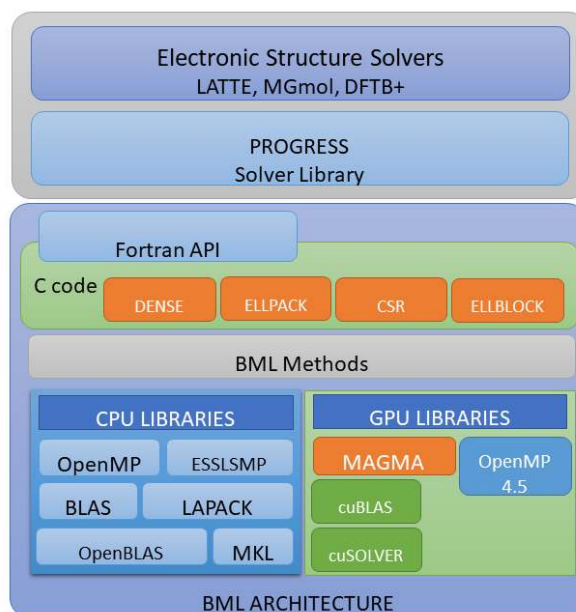 Electronic Structure Solvers
LATTE, MGmol, DFTB+
PROGRESS
Solver Library
Fortran API
C code
DENSE
ELLPACK
CSR
ELLBLOCK
BML Methods
CPU LIBRARIES
GPU LIBRARIES
OpenMP
ESSLSMP
MAGMA
OpenMP
4.5
BLAS
LAPACK
cuBLAS
OpenBLAS
MKL
cuSOLVER
BML ARCHITECTURE